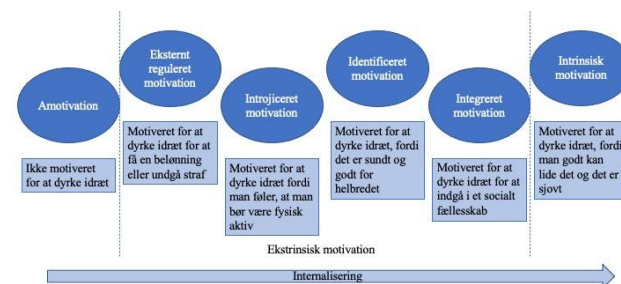 Amotivation
Ikke motiveret
for at dyrke idræt
Eksternt
reguleret
motivation
Motiveret for at
dyrke idræt for at
få en belønning
eller undgå straf
Introjiceret
motivation
Motiveret for at
dyrke idræt fordi
man føler, at man
bør være fysisk
aktiv
Identificeret
motivation
Motiveret for at
dyrke idræt, fordi
det er sundt og
godt for
helbredet
Integreret
motivation
Motiveret for at
dyrke idræt for at
indgå i et socialt
fællesskab
Intrinsisk
motivation
Motiveret for at
dyrke idræt, fordi
man godt kan
lide det og det er
sjovt
Ekstrinsisk motivation
Internalisering